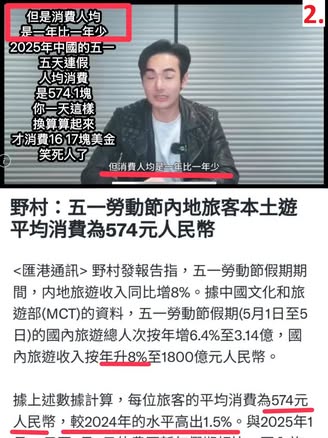 但是消費人均
是一年比一年少
2025年中國的五一
五天連假
人均消費
是574.1塊
你一天這樣
換算算起來
才消費16 17塊美金
笑死人了
2.
但消費人均是一年比一年少
野村：五一勞動節內地旅客本土遊
平均消費為574元人民幣
<匯港通訊> 野村發報告指，五一勞動節假期期
間，內地旅遊收入同比增8%。據中國文化和旅
遊部(MCT)的資料，五一勞動節假期(5月1日至5
日)的國內旅遊總人次按年增6.4%至3.14億，國
內旅遊收入按年升8%至1800億元人民幣。
據上述數據計算，每位旅客的平均消費為574元
人民幣，較2024年的水平高出1.5%。與2025年1